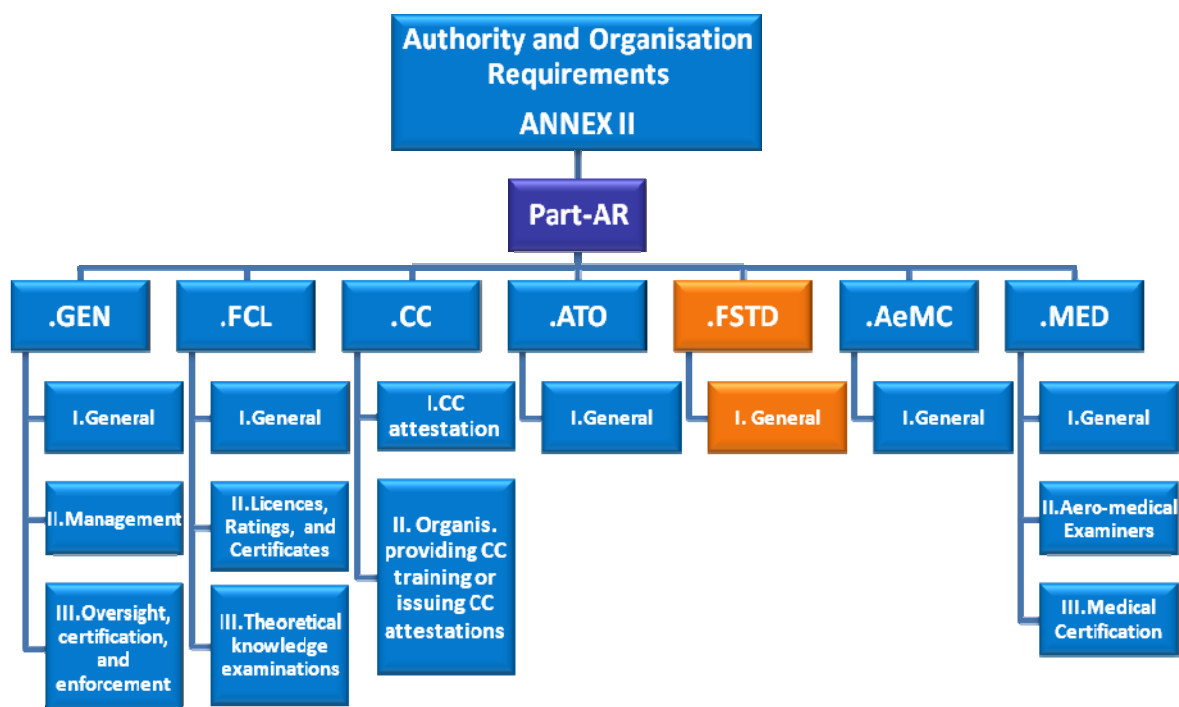 Authority and Organisation
Requirements
ANNEX II
Part-AR
.GEN
.FCL
.CC
.ATO
.FSTD
.AeMC
.MED
I.General
II.Management
III.Oversight,
certification,
and
enforcement
I.General
II.Licences,
Ratings, and
Certificates
III.Theoretical
knowledge
examinations
I.CC
attestation
II. Organis.
providing CC
training or
issuing CC
attestations
I.General
I. General
I.General
I.General
II.Aero-medical
Examiners
III.Medical
Certification